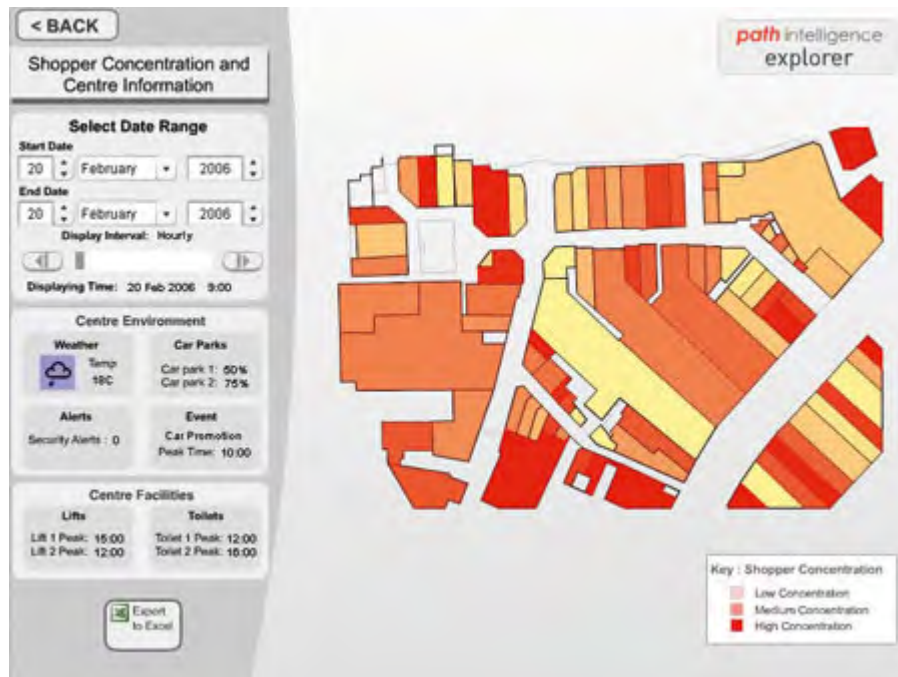 < BACK
Shopper Concentration and
Centre Information
Select Date Range
Start Date
20 February 2006
End Date
20 February 2006
Display Interval: Hourly
Displaying Time: 20 Feb 2006 9:00
Centre Environment
Weather
Temp
18C
Car Parks
Car park 1: 50%
Car park 2: 75%
Alerts
Security Alerts : 0
Event
Car Promotion
Peak Time: 10:00
Centre Facilities
Lifts
Lift 1 Peak: 15:00
Lift 2 Peak: 12:00
Toilets
Toilet 1 Peak: 12:00
Toilet 2 Peak: 16:00
Export
to Excel
path intelligence
explorer
Key : Shopper Concentration
Low Concentration
Medium Concentration
High Concentration